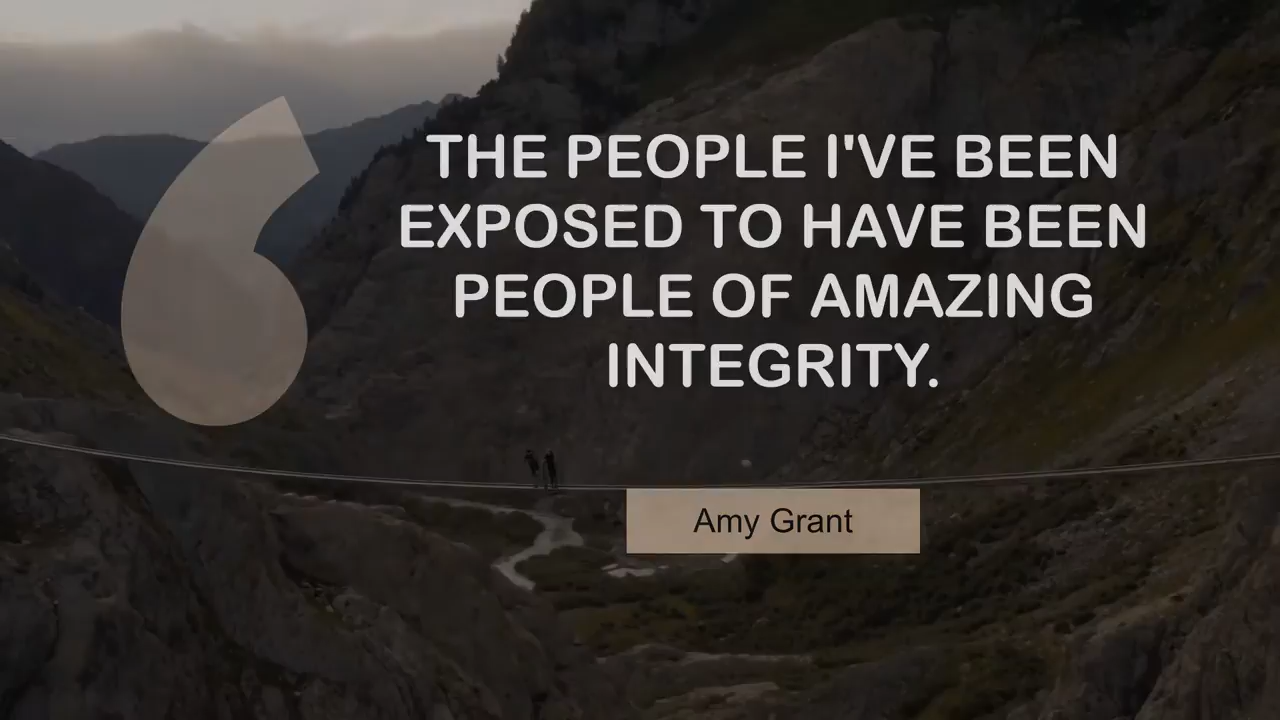 THE PEOPLE I'VE BEEN
EXPOSED TO HAVE BEEN
PEOPLE OF AMAZING
INTEGRITY.
Amy Grant